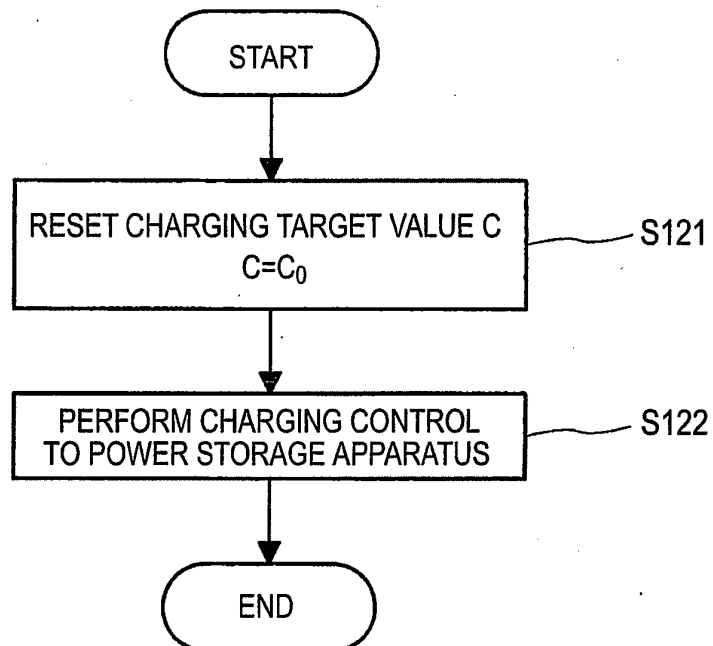 START
RESET CHARGING TARGET VALUE C
C=C₀
S121
PERFORM CHARGING CONTROL
TO POWER STORAGE APPARATUS
S122
END